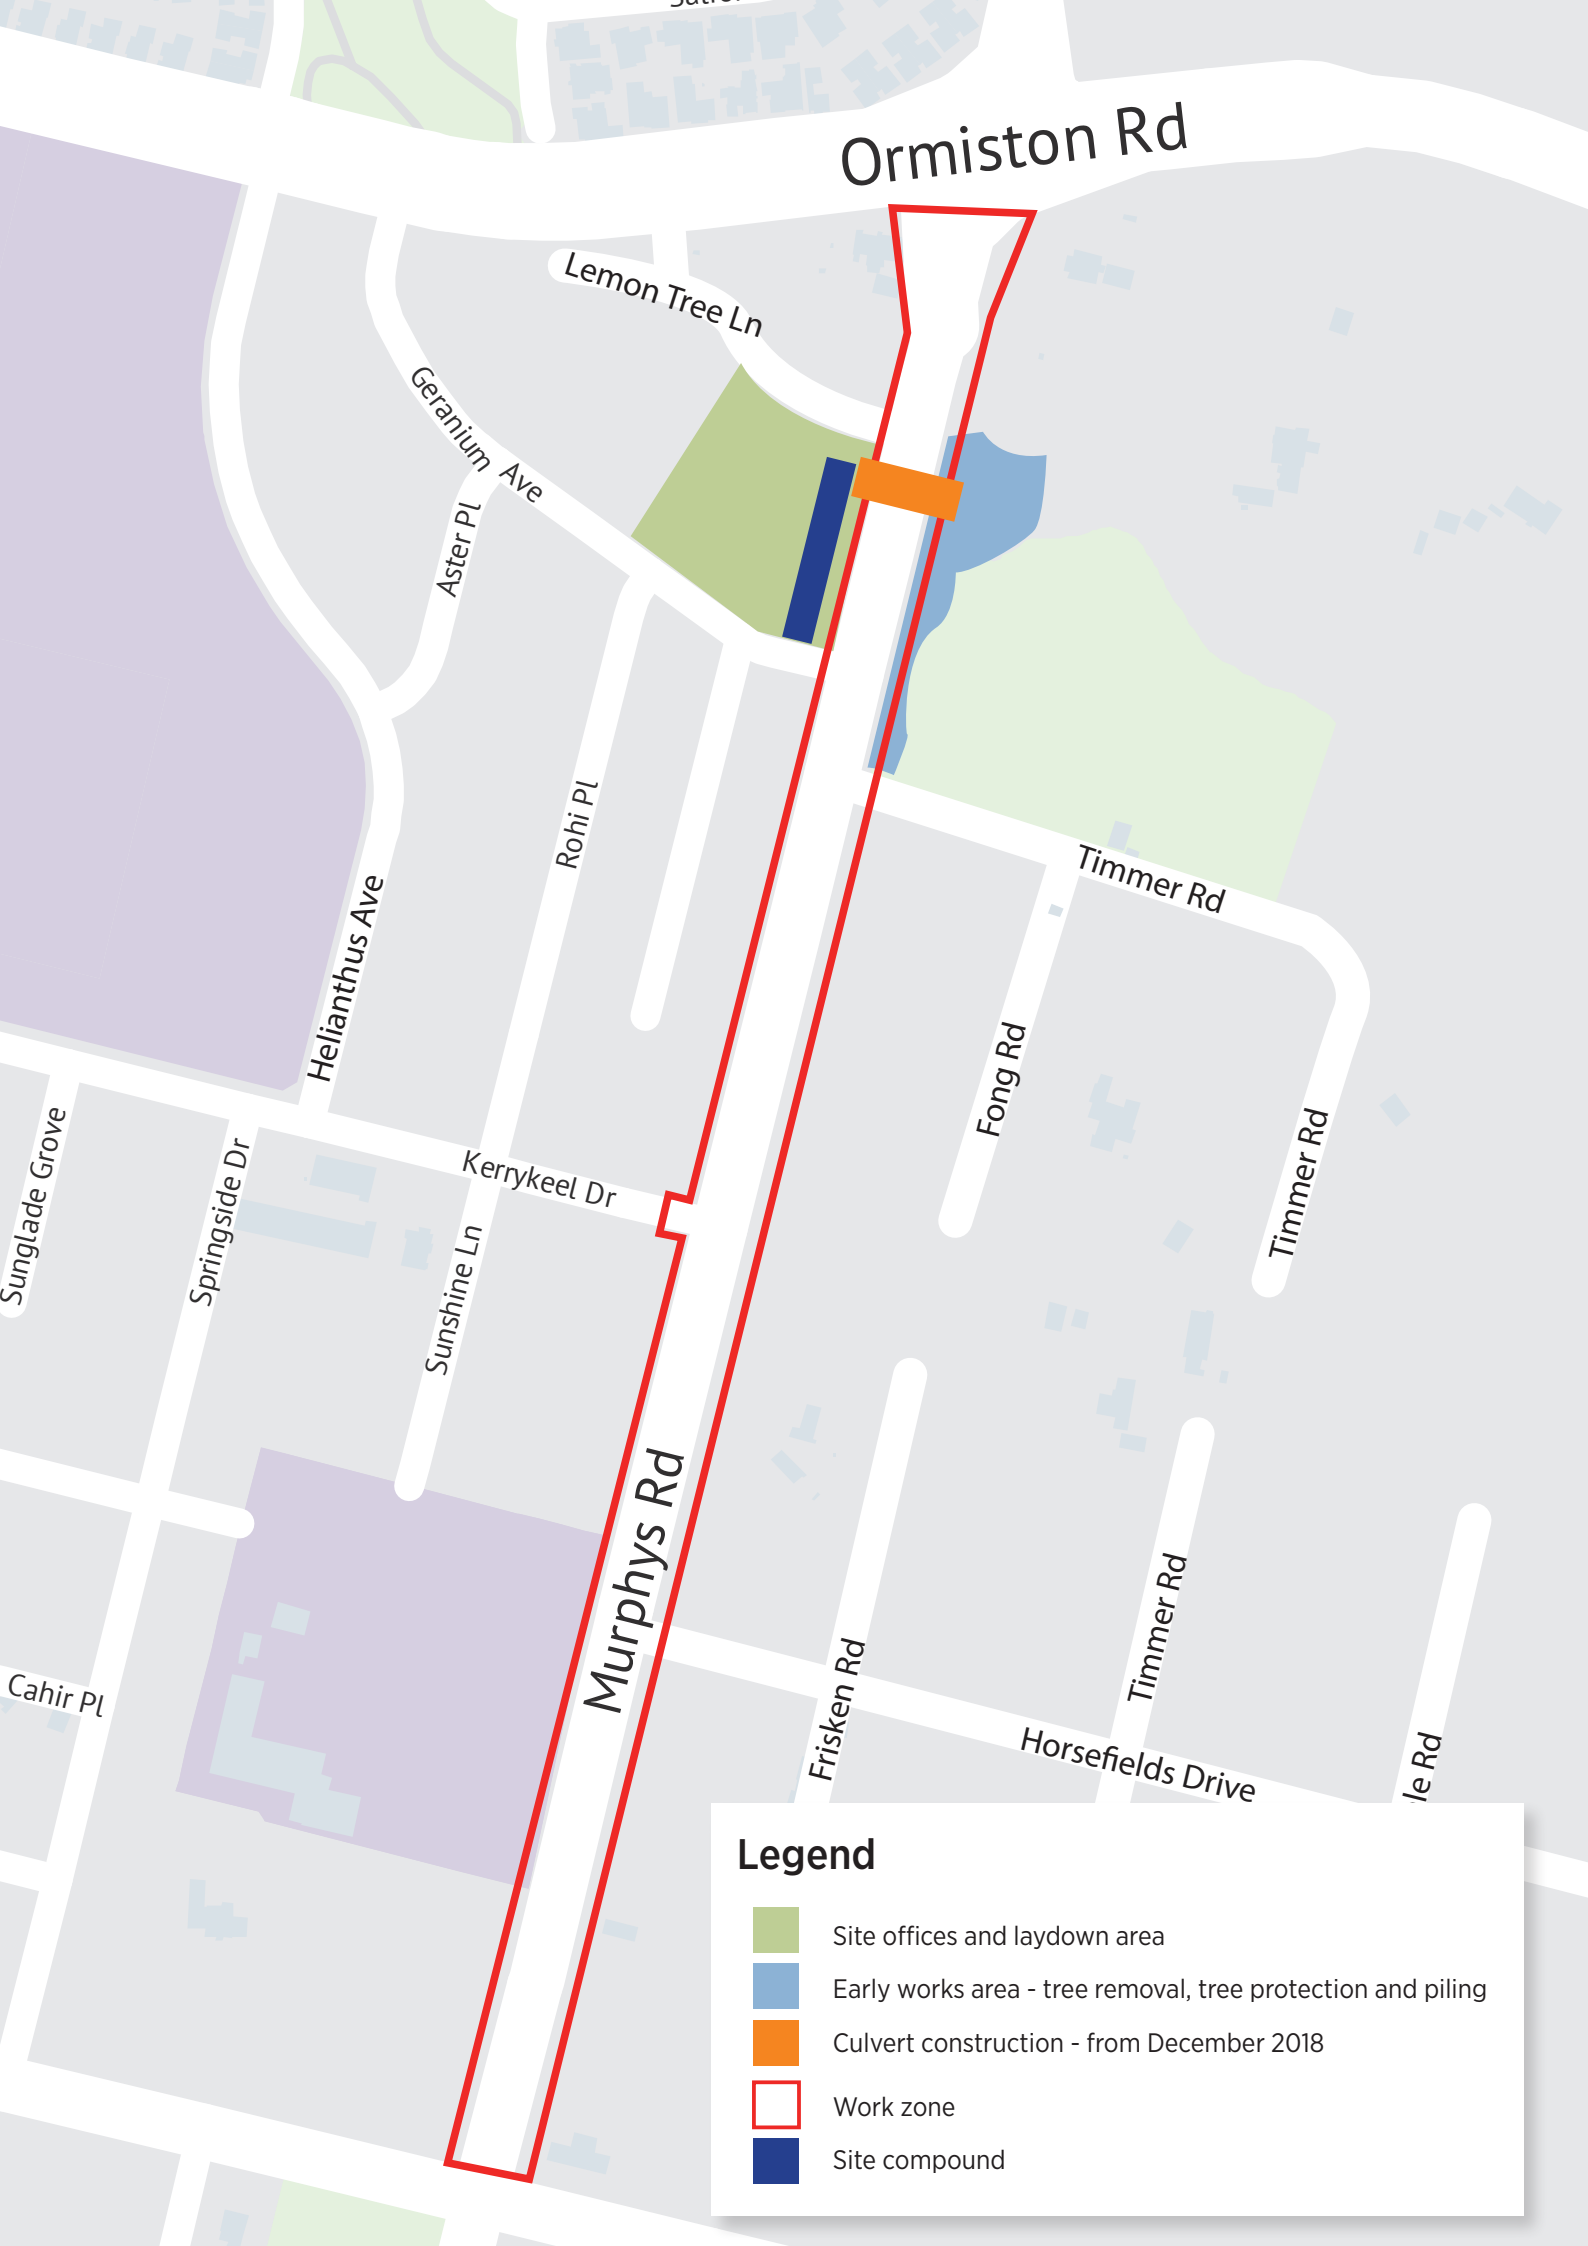 Ormiston Rd
Lemon Tree Ln
Geranium Ave
Aster Pl
Rohi Pl
Timmer Rd
Helianthus Ave
Fong Rd
Timmer Rd
Sunglade Grove
Springside Dr
Kerrykeel Dr
Sunshine Ln
Murphys Rd
Timmer Rd
Frisken Rd
Cahir Pl
Horsefields Drive
Rd
Legend
Site offices and laydown area
Early works area - tree removal, tree protection and piling
Culvert construction - from December 2018
Work zone
Site compound